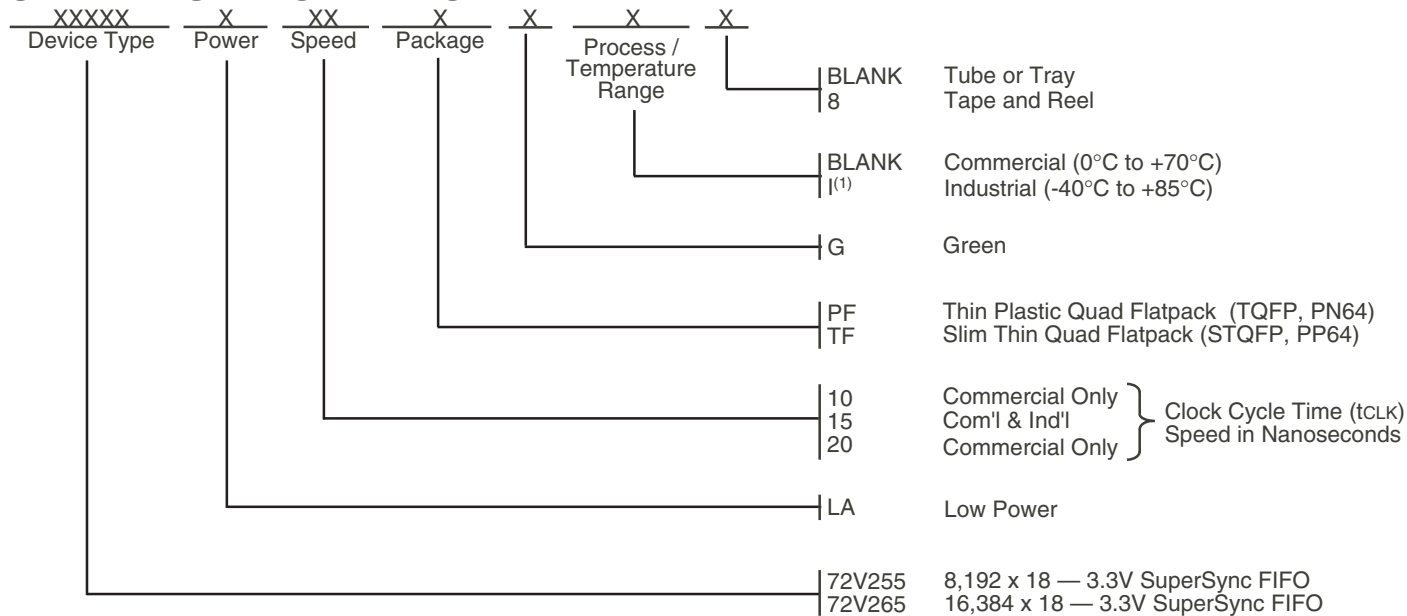 XXXXX X XX X X X X
Device Type Power Speed Package Process /
Temperature
Range
BLANK Tube or Tray
8 Tape and Reel
BLANK Commercial (0°C to +70°C)
I(1) Industrial (-40°C to +85°C)
G Green
PF Thin Plastic Quad Flatpack (TQFP, PN64)
TF Slim Thin Quad Flatpack (STQFP, PP64)
10 Commercial Only
15 Com'l & Ind'l
20 Commercial Only
Clock Cycle Time (tCLK)
Speed in Nanoseconds
LA Low Power
72V255 8,192 x 18 — 3.3V SuperSync FIFO
72V265 16,384 x 18 — 3.3V SuperSync FIFO